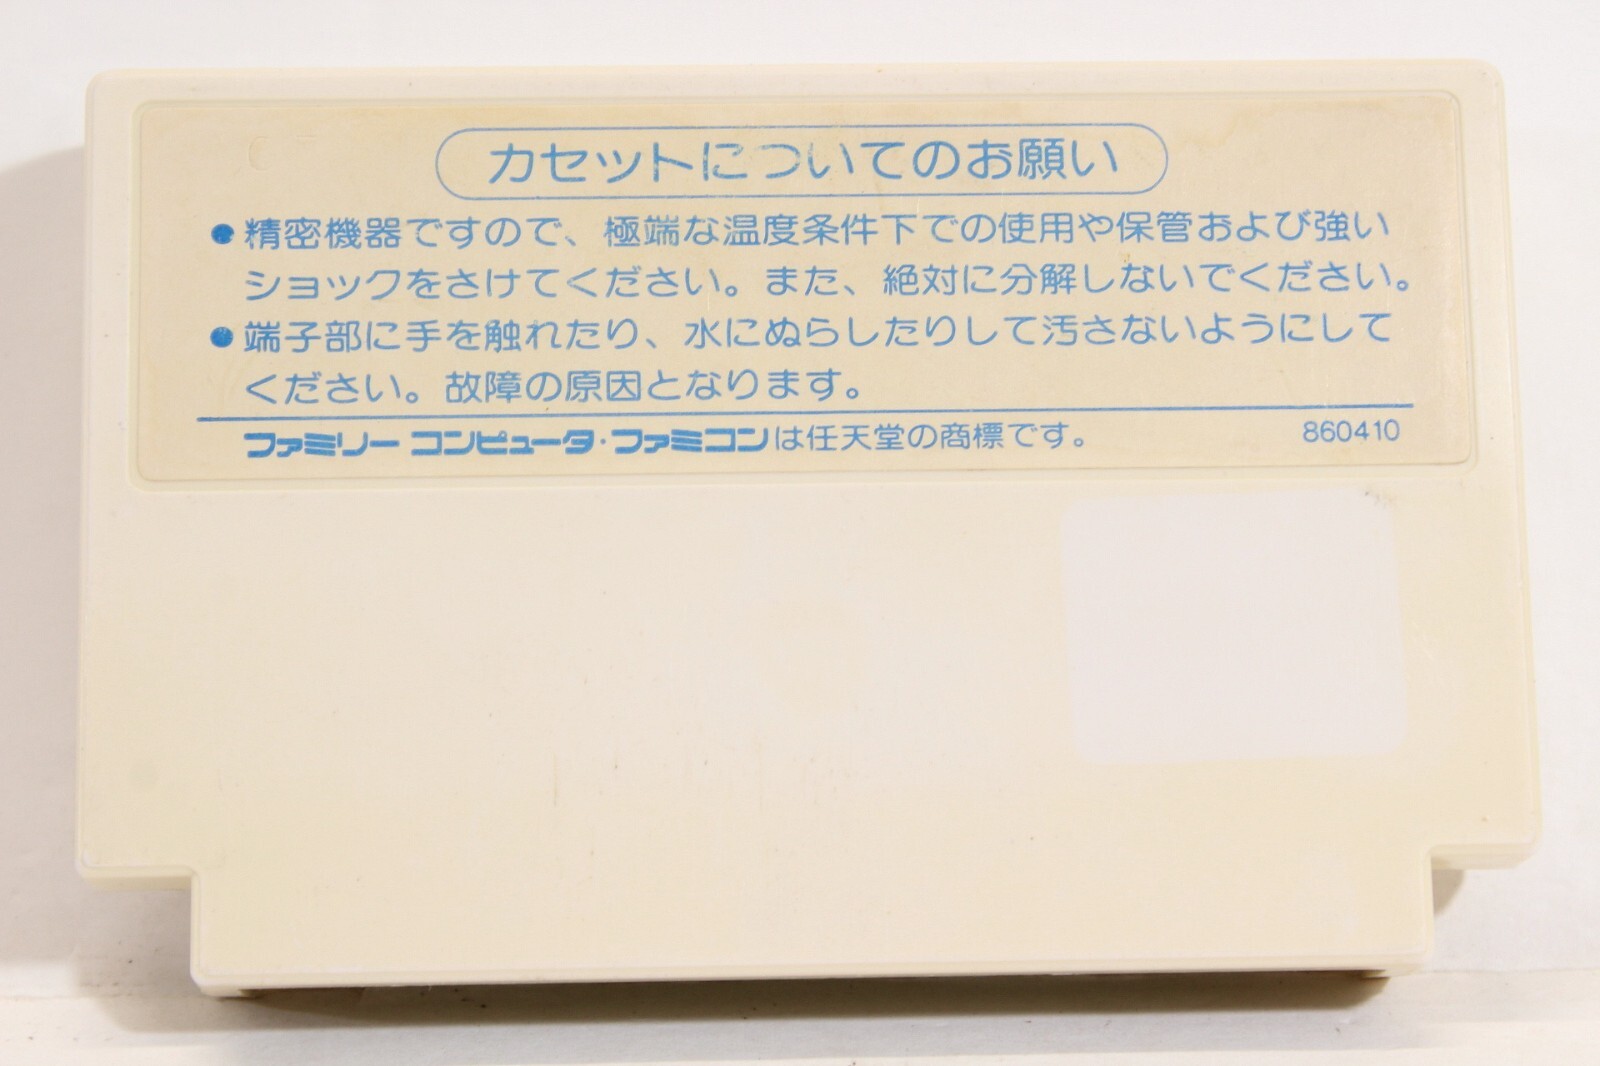 カセットについてのお願い
●精密機器ですので、極端な温度条件下での使用や保管および強い
ショックをさけてください。また、絶対に分解しないでください。
●端子部に手を触れたり、水にぬらしたりして汚さないようにして
ください。故障の原因となります。
ファミリー コンピュータ・ファミコンは任天堂の商標です。 860410